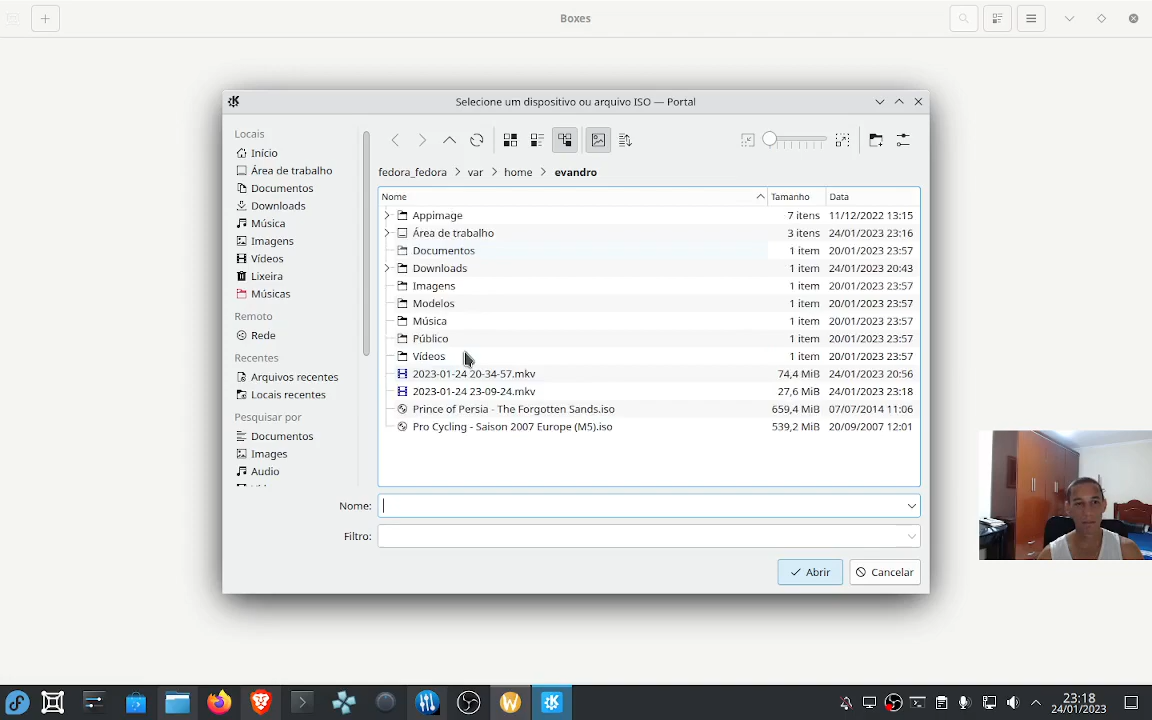 Boxes
Selecione um dispositivo ou arquivo ISO — Portal
Locais
Início
Área de trabalho
Documentos
Downloads
Música
Imagens
Vídeos
Lixeira
Músicas
Remoto
Rede
Recentes
Arquivos recentes
Locais recentes
Pesquisar por
Documentos
Images
Audio
fedora_fedora > var > home > evandro
Nome Tamanho Data
Appimage 7 itens 11/12/2022 13:15
Área de trabalho 3 itens 24/01/2023 23:16
Documentos 1 item 20/01/2023 23:57
Downloads 1 item 24/01/2023 20:43
Imagens 1 item 20/01/2023 23:57
Modelos 1 item 20/01/2023 23:57
Música 1 item 20/01/2023 23:57
Público 1 item 20/01/2023 23:57
Vídeos 1 item 20/01/2023 23:57
2023-01-24 20-34-57.mkv 74,4 MiB 24/01/2023 20:56
2023-01-24 23-09-24.mkv 27,6 MiB 24/01/2023 23:18
Prince of Persia - The Forgotten Sands.iso 659,4 MiB 07/07/2014 11:06
Pro Cycling - Saison 2007 Europe (M5).iso 539,2 MiB 20/09/2007 12:01
Nome:
Filtro:
Abrir Cancelar
23:18
24/01/2023